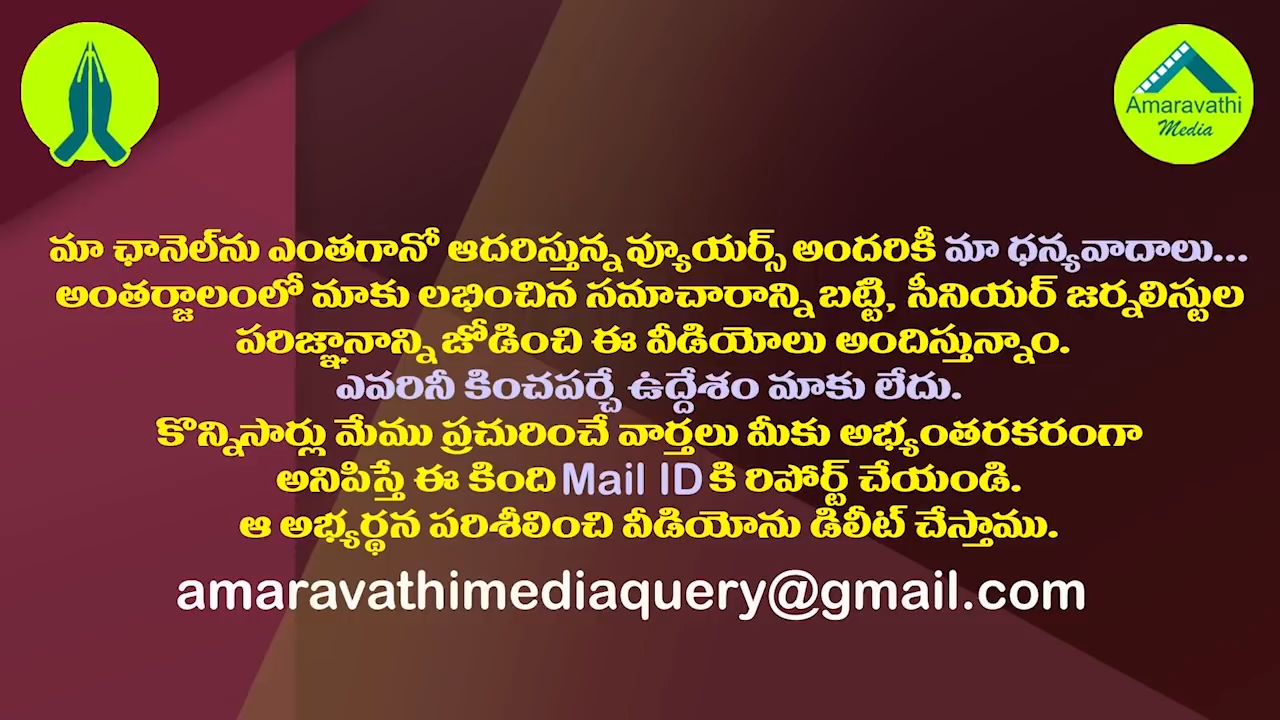 Amaravathi
Media
మా ఛానెల్‌ను ఎంతగానో ఆదరిస్తున్న వ్యూయర్స్ అందరికీ మా ధన్యవాదాలు...
అంతర్జాలంలో మాకు లభించిన సమాచారాన్ని బట్టి, సీనియర్ జర్నలిస్టుల
పరిజ్ఞానాన్ని జోడించి ఈ వీడియోలు అందిస్తున్నాం.
ఎవరినీ కించపర్చే ఉద్దేశం మాకు లేదు.
కొన్నిసార్లు మేము ప్రచురించే వార్తలు మీకు అభ్యంతరకరంగా
అనిపిస్తే ఈ కింది Mail ID కి రిపోర్ట్ చేయండి.
ఆ అభ్యర్థన పరిశీలించి వీడియోను డిలీట్ చేస్తాము.
amaravathimediaquery@gmail.com